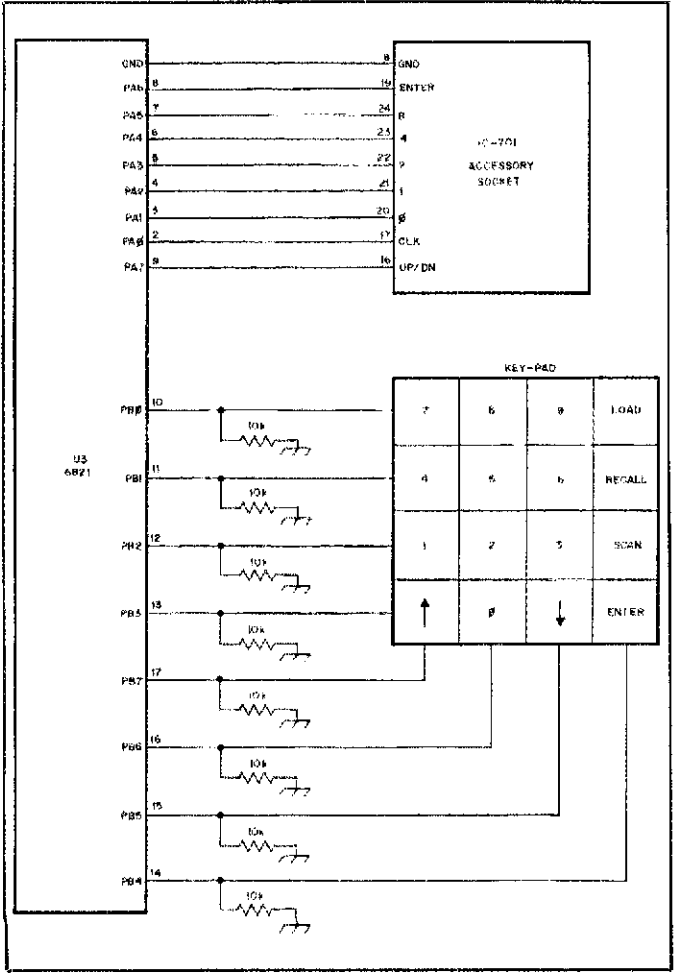 GND 8 GND
PA6 8 19 ENTER
PA5 7 24 8
PA4 6 23 4
PA3 5 22 2
PA2 4 21 1
PA1 3 20 Ø
PAØ 2 17 CLK
PA7 9 16 UP/DN
IC-701
ACCESSORY
SOCKET
KEY-PAD
U3
6821
PBØ 10 10k
7 8 9 LOAD
PB1 11 10k
4 5 6 RECALL
PB2 12 10k
1 2 3 SCAN
PB3 13 10k
↑ Ø ↓ ENTER
PB7 17 10k
PB6 16 10k
PB5 15 10k
PB4 14 10k